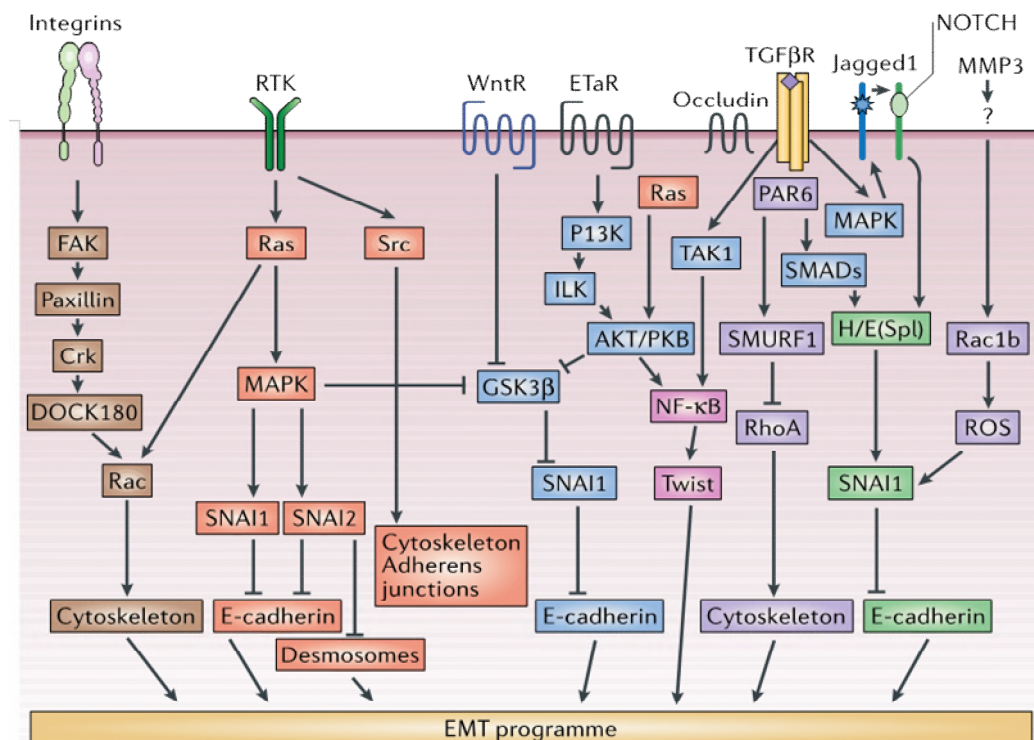 Integrins
RTK
WntR
ETaR
Occludin
TGFβR
Jagged1
NOTCH
MMP3
?
FAK
Paxillin
Crk
DOCK180
Rac
Cytoskeleton
Ras
Src
MAPK
SNAI1
SNAI2
E-cadherin
Desmosomes
Cytoskeleton
Adherens
junctions
P13K
ILK
Ras
AKT/PKB
GSK3β
SNAI1
E-cadherin
TAK1
NF-κB
Twist
PAR6
SMURF1
RhoA
Cytoskeleton
MAPK
SMADs
H/E(Spl)
SNAI1
E-cadherin
Rac1b
ROS
EMT programme